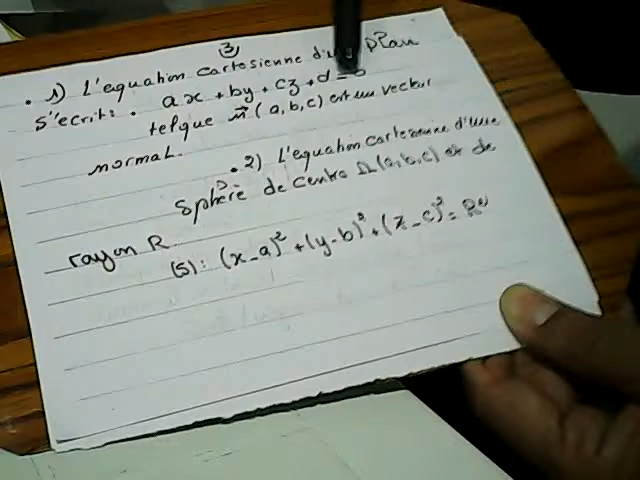 3
. 1) L'equation cartesienne d'un plan
s'ecrit: . ax + by + cz + d = 0
telque n⃗ (a, b, c) est un vecteur
normal.
. 2) L'equation cartesienne d'une
sphère de centre Ω(a, b, c) et de
rayon R
(S): (x-a)² + (y-b)² + (z-c)² = R²